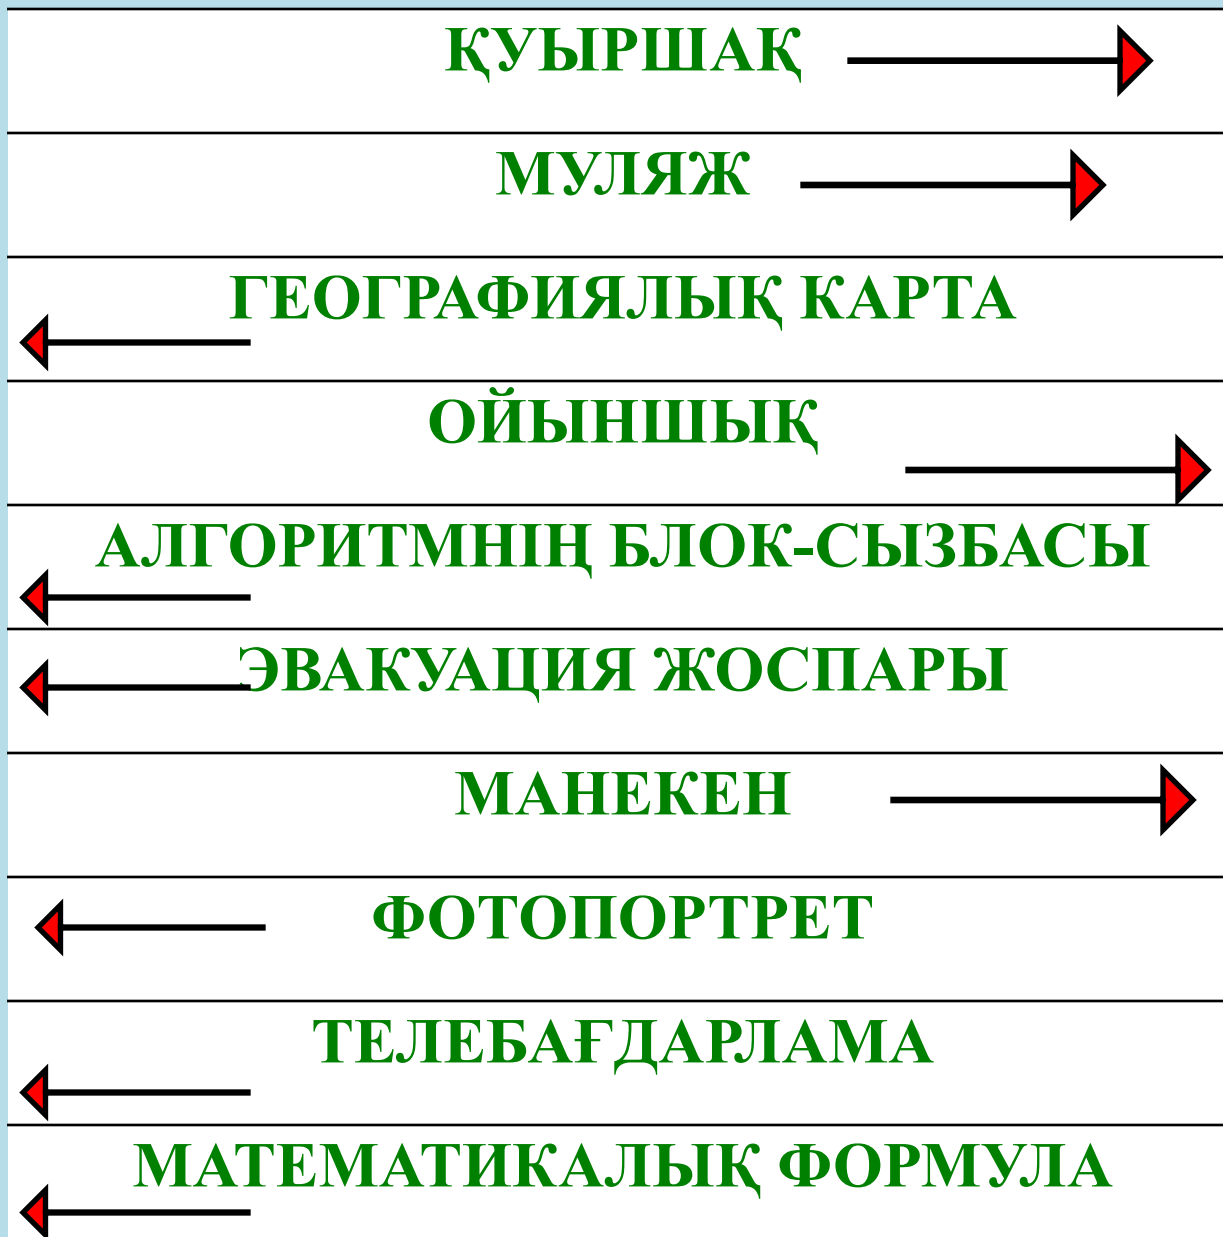 ҚУЫРШАҚ
МУЛЯЖ
ГЕОГРАФИЯЛЫҚ КАРТА
ОЙЫНШЫҚ
АЛГОРИТМНІҢ БЛОК-СЫЗБАСЫ
ЭВАКУАЦИЯ ЖОСПАРЫ
МАНЕКЕН
ФОТОПОРТРЕТ
ТЕЛЕБАҒДАРЛАМА
МАТЕМАТИКАЛЫҚ ФОРМУЛА